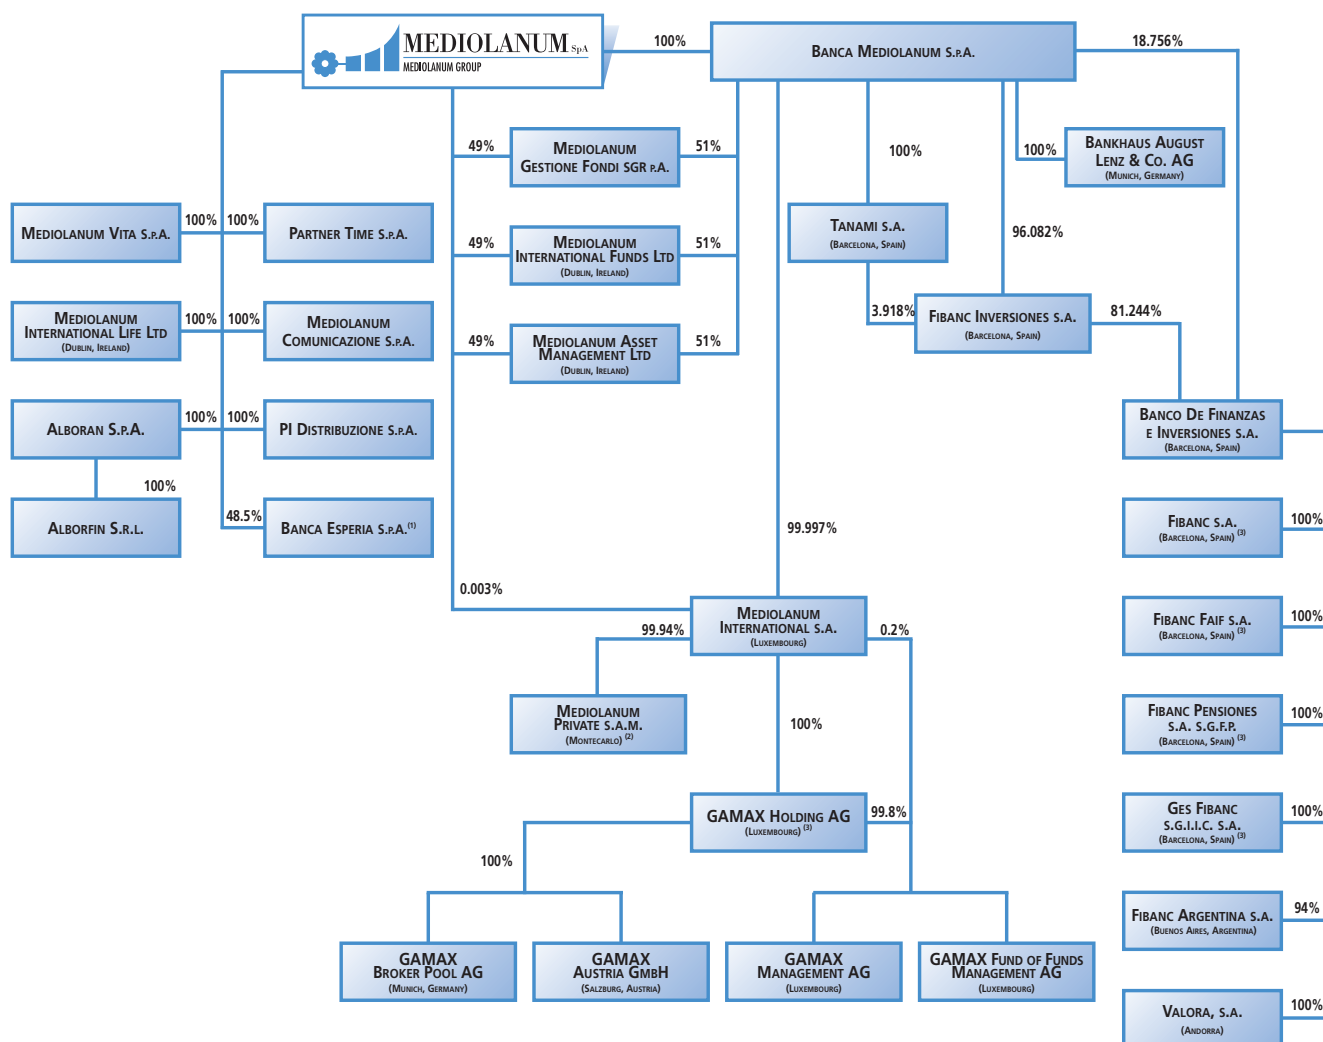 MEDIOLANUM SpA
MEDIOLANUM GROUP
100%
BANCA MEDIOLANUM S.P.A.
18.756%
49%
MEDIOLANUM
GESTIONE FONDI SGR P.A.
51%
100%
100%
BANKHAUS AUGUST
LENZ & CO. AG
(MUNICH, GERMANY)
MEDIOLANUM VITA S.P.A.
100%
100%
PARTNER TIME S.P.A.
49%
MEDIOLANUM
INTERNATIONAL FUNDS LTD
(DUBLIN, IRELAND)
51%
TANAMI S.A.
(BARCELONA, SPAIN)
96.082%
MEDIOLANUM
INTERNATIONAL LIFE LTD
(DUBLIN, IRELAND)
100%
100%
MEDIOLANUM
COMUNICAZIONE S.P.A.
49%
MEDIOLANUM ASSET
MANAGEMENT LTD
(DUBLIN, IRELAND)
51%
3.918%
FIBANC INVERSIONES S.A.
(BARCELONA, SPAIN)
81.244%
ALBORAN S.P.A.
100%
100%
PI DISTRIBUZIONE S.P.A.
BANCO DE FINANZAS
E INVERSIONES S.A.
(BARCELONA, SPAIN)
100%
ALBORFIN S.R.L.
48.5%
BANCA ESPERIA S.P.A.(1)
99.997%
FIBANC S.A.
(BARCELONA, SPAIN) (3)
100%
0.003%
MEDIOLANUM
INTERNATIONAL S.A.
(LUXEMBOURG)
99.94%
0.2%
FIBANC FAIF S.A.
(BARCELONA, SPAIN) (3)
100%
MEDIOLANUM
PRIVATE S.A.M.
(MONTECARLO) (2)
100%
FIBANC PENSIONES
S.A. S.G.F.P.
(BARCELONA, SPAIN) (3)
100%
GAMAX HOLDING AG
(LUXEMBOURG) (3)
99.8%
GES FIBANC
S.G.I.I.C. S.A.
(BARCELONA, SPAIN) (3)
100%
100%
FIBANC ARGENTINA S.A.
(BUENOS AIRES, ARGENTINA)
94%
GAMAX
BROKER POOL AG
(MUNICH, GERMANY)
GAMAX
AUSTRIA GMBH
(SALZBURG, AUSTRIA)
GAMAX
MANAGEMENT AG
(LUXEMBOURG)
GAMAX FUND OF FUNDS
MANAGEMENT AG
(LUXEMBOURG)
VALORA, S.A.
(ANDORRA)
100%